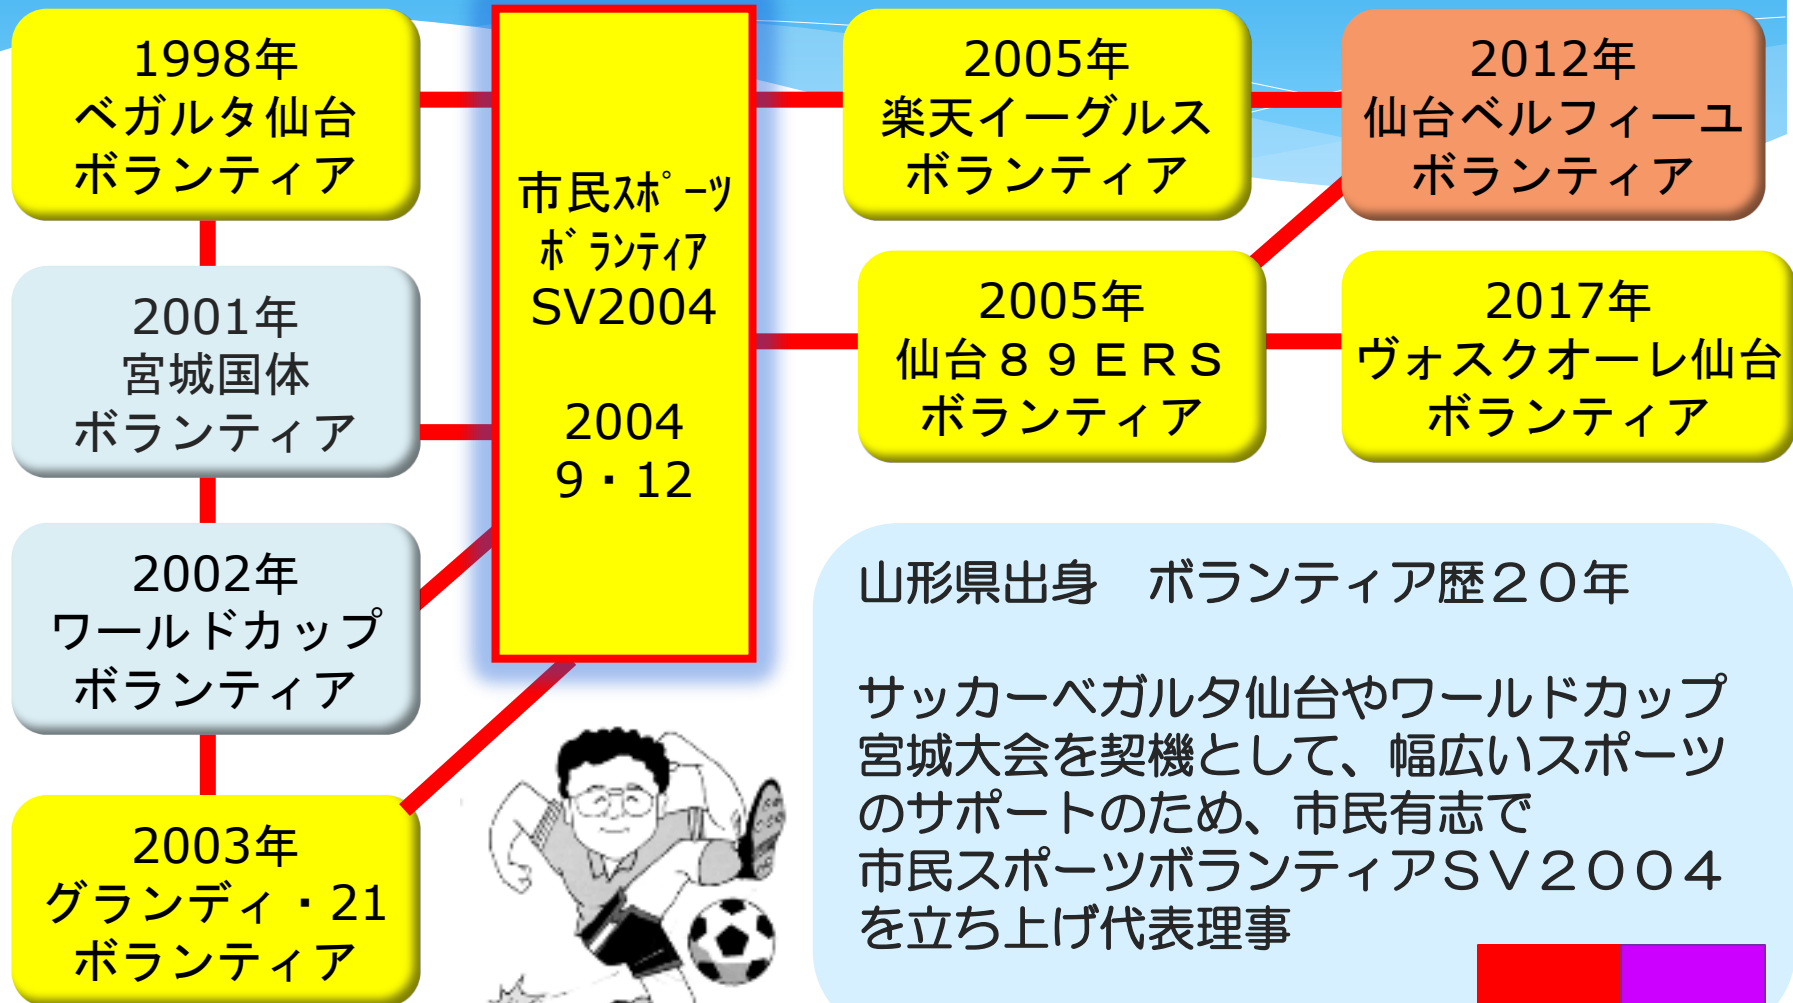 1998年
ベガルタ仙台
ボランティア
2001年
宮城国体
ボランティア
2002年
ワールドカップ
ボランティア
2003年
グランディ・21
ボランティア
市民ｽﾎﾟｰﾂ
ﾎﾞﾗﾝﾃｨｱ
SV2004
2004
9・12
2005年
楽天イーグルス
ボランティア
2005年
仙台８９ＥＲＳ
ボランティア
2012年
仙台ベルフィーユ
ボランティア
2017年
ヴォスクオーレ仙台
ボランティア
山形県出身　ボランティア歴２０年
サッカーベガルタ仙台やワールドカップ
宮城大会を契機として、幅広いスポーツ
のサポートのため、市民有志で
市民スポーツボランティアＳＶ２００４
を立ち上げ代表理事